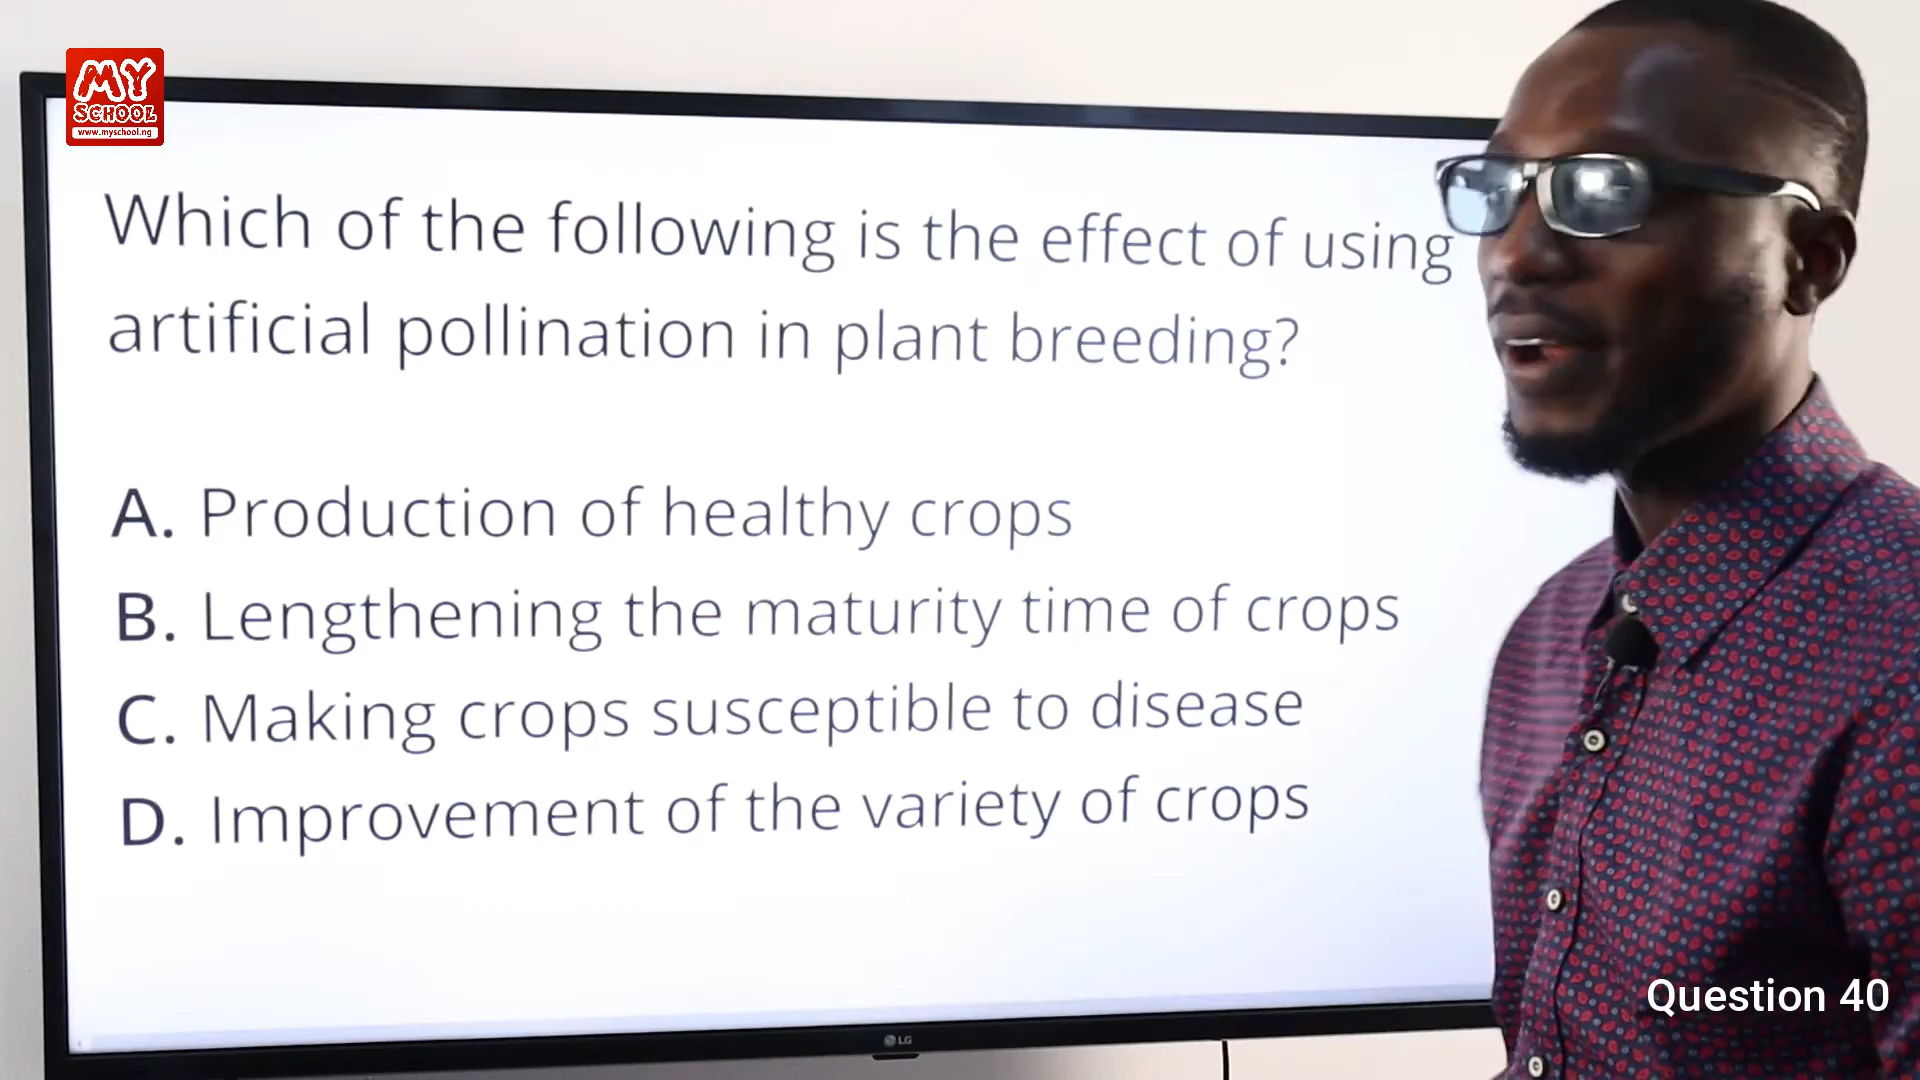 MY
SCHOOL
www.myschool.ng
Which of the following is the effect of using
artificial pollination in plant breeding?
A. Production of healthy crops
B. Lengthening the maturity time of crops
C. Making crops susceptible to disease
D. Improvement of the variety of crops
LG
Question 40